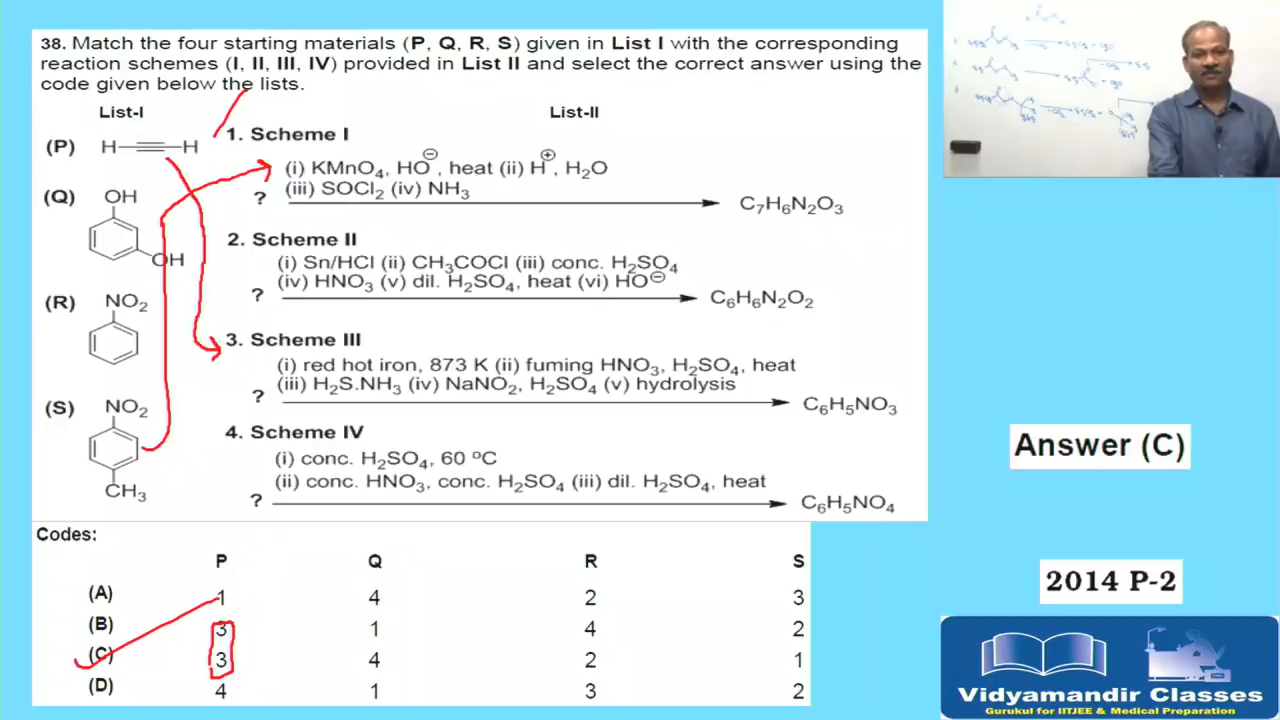 38. Match the four starting materials (P, Q, R, S) given in List I with the corresponding
reaction schemes (I, II, III, IV) provided in List II and select the correct answer using the
code given below the lists.
List-I
List-II
(P) H H
1. Scheme I
(i) KMnO₄, HO⊖, heat (ii) H⊕, H₂O
(iii) SOCl₂ (iv) NH₃
? C₇H₆N₂O₃
(Q) OH
OH
2. Scheme II
(i) Sn/HCl (ii) CH₃COCl (iii) conc. H₂SO₄
(iv) HNO₃ (v) dil. H₂SO₄, heat (vi) HO⊖
? C₆H₆N₂O₂
(R) NO₂
3. Scheme III
(i) red hot iron, 873 K (ii) fuming HNO₃, H₂SO₄, heat
(iii) H₂S.NH₃ (iv) NaNO₂, H₂SO₄ (v) hydrolysis
? C₆H₅NO₃
(S) NO₂
CH₃
4. Scheme IV
(i) conc. H₂SO₄, 60 ºC
(ii) conc. HNO₃, conc. H₂SO₄ (iii) dil. H₂SO₄, heat
? C₆H₅NO₄
Codes:
P Q R S
(A) 1 4 2 3
(B) 3 1 4 2
(C) 3 4 2 1
(D) 4 1 3 2
Answer (C)
2014 P-2
Vidyamandir Classes
Gurukul for IITJEE & Medical Preparation